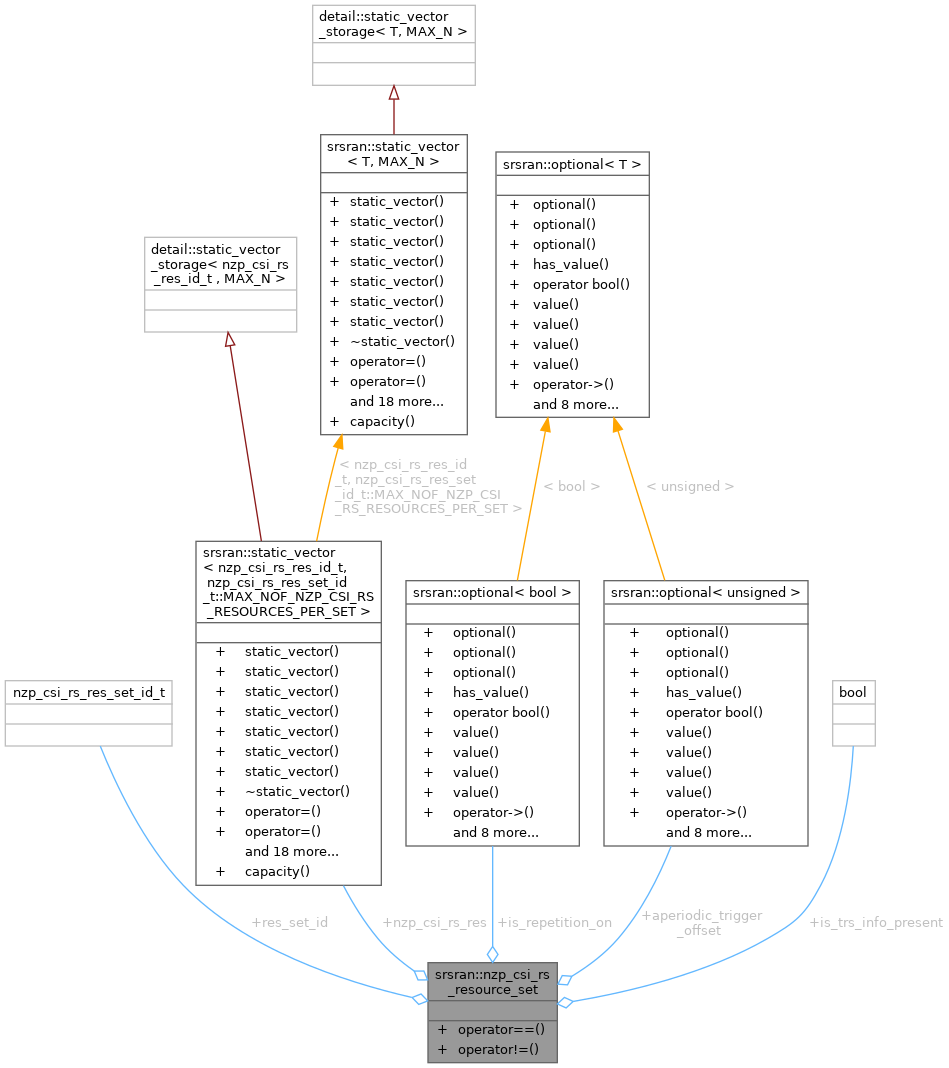 detail::static_vector
_storage< T, MAX_N >
srsran::static_vector
< T, MAX_N >
+ static_vector()
+ static_vector()
+ static_vector()
+ static_vector()
+ static_vector()
+ static_vector()
+ static_vector()
+ ~static_vector()
+ operator=()
+ operator=()
and 18 more...
+ capacity()
srsran::optional< T >
+ optional()
+ optional()
+ optional()
+ has_value()
+ operator bool()
+ value()
+ value()
+ value()
+ value()
+ operator->()
and 8 more...
detail::static_vector
_storage< nzp_csi_rs
_res_id_t , MAX_N >
< nzp_csi_rs_res_id
_t, nzp_csi_rs_res_set
_id_t::MAX_NOF_NZP_CSI
_RS_RESOURCES_PER_SET >
< bool >
< unsigned >
srsran::static_vector
< nzp_csi_rs_res_id_t,
nzp_csi_rs_res_set_id
_t::MAX_NOF_NZP_CSI_RS
_RESOURCES_PER_SET >
+ static_vector()
+ static_vector()
+ static_vector()
+ static_vector()
+ static_vector()
+ static_vector()
+ static_vector()
+ ~static_vector()
+ operator=()
+ operator=()
and 18 more...
+ capacity()
srsran::optional< bool >
+ optional()
+ optional()
+ optional()
+ has_value()
+ operator bool()
+ value()
+ value()
+ value()
+ value()
+ operator->()
and 8 more...
srsran::optional< unsigned >
+ optional()
+ optional()
+ optional()
+ has_value()
+ operator bool()
+ value()
+ value()
+ value()
+ value()
+ operator->()
and 8 more...
nzp_csi_rs_res_set_id_t
bool
+res_set_id
+nzp_csi_rs_res
+is_repetition_on
+aperiodic_trigger
_offset
+is_trs_info_present
srsran::nzp_csi_rs
_resource_set
+ operator==()
+ operator!=()